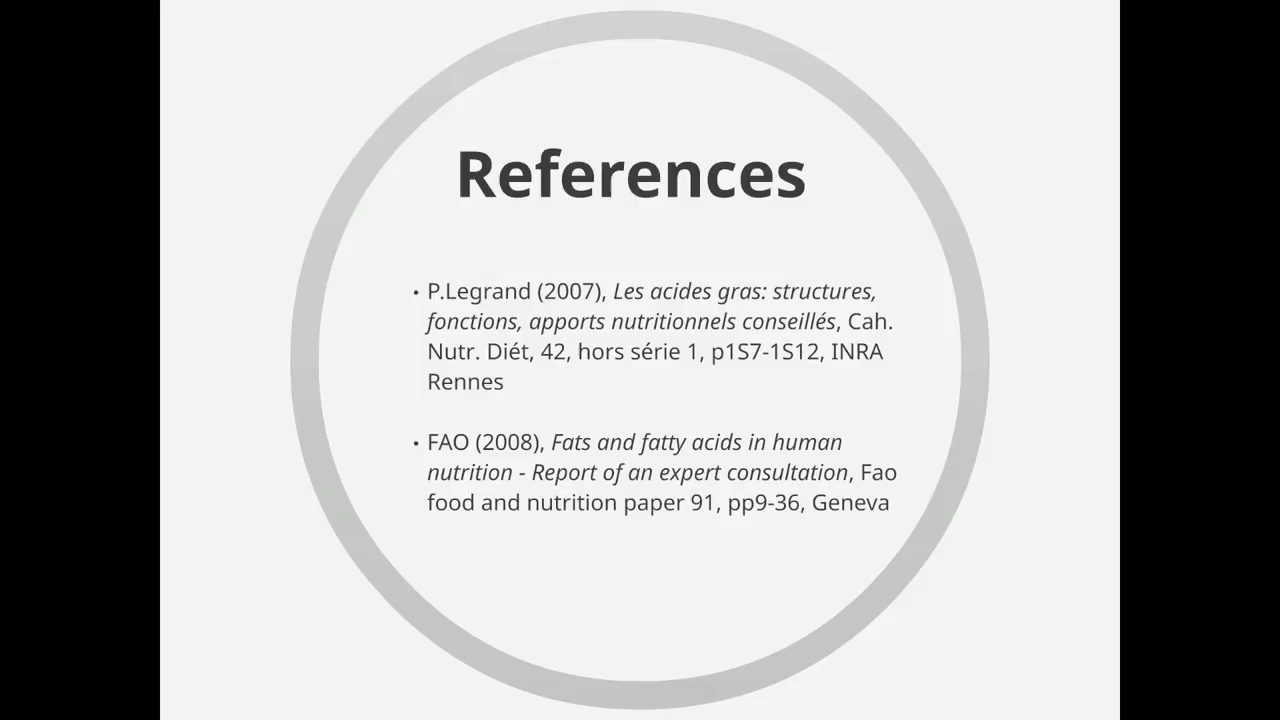 References
• P.Legrand (2007), Les acides gras: structures,
fonctions, apports nutritionnels conseillés, Cah.
Nutr. Diét, 42, hors série 1, p1S7-1S12, INRA
Rennes
• FAO (2008), Fats and fatty acids in human
nutrition - Report of an expert consultation, Fao
food and nutrition paper 91, pp9-36, Geneva